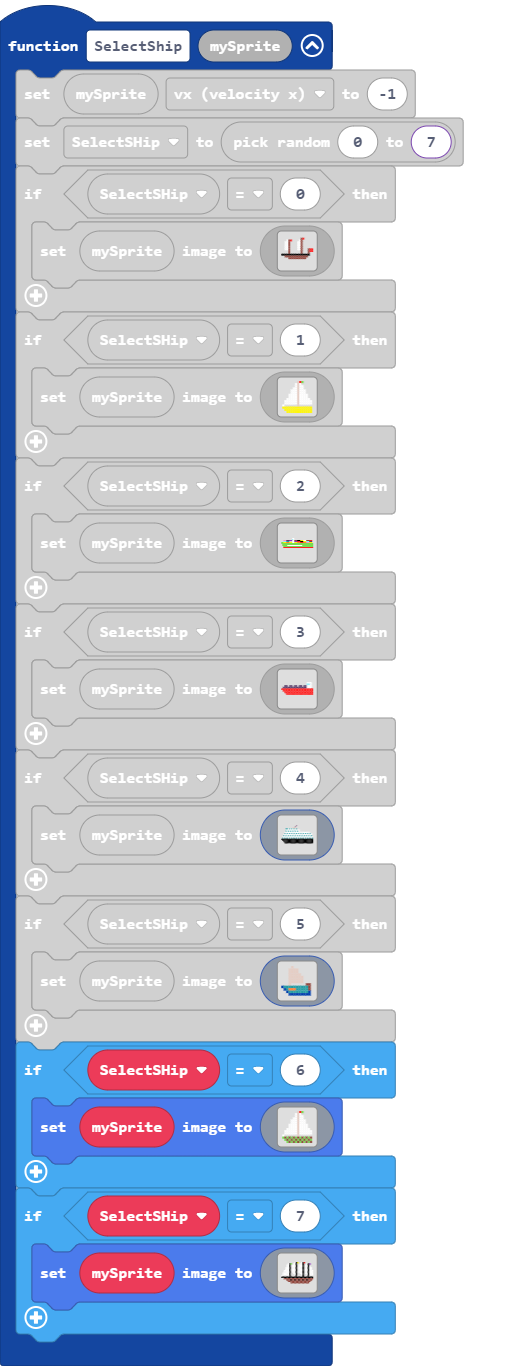 function SelectShip mySprite
set mySprite vx (velocity x) to -1
set SelectSHip to pick random 0 to 7
if SelectSHip = 0 then
set mySprite image to
if SelectSHip = 1 then
set mySprite image to
if SelectSHip = 2 then
set mySprite image to
if SelectSHip = 3 then
set mySprite image to
if SelectSHip = 4 then
set mySprite image to
if SelectSHip = 5 then
set mySprite image to
if SelectSHip = 6 then
set mySprite image to
if SelectSHip = 7 then
set mySprite image to